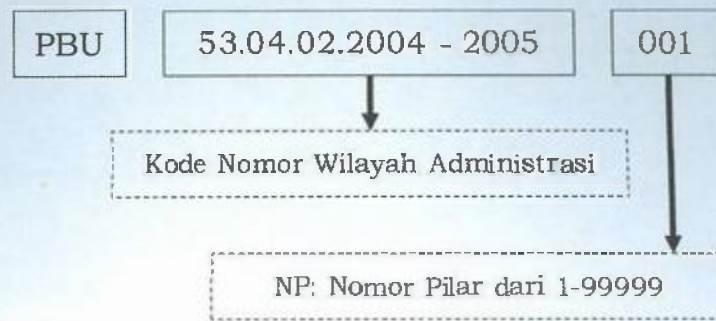 PBU 53.04.02.2004 - 2005 001
Kode Nomor Wilayah Administrasi
NP: Nomor Pilar dari 1-99999